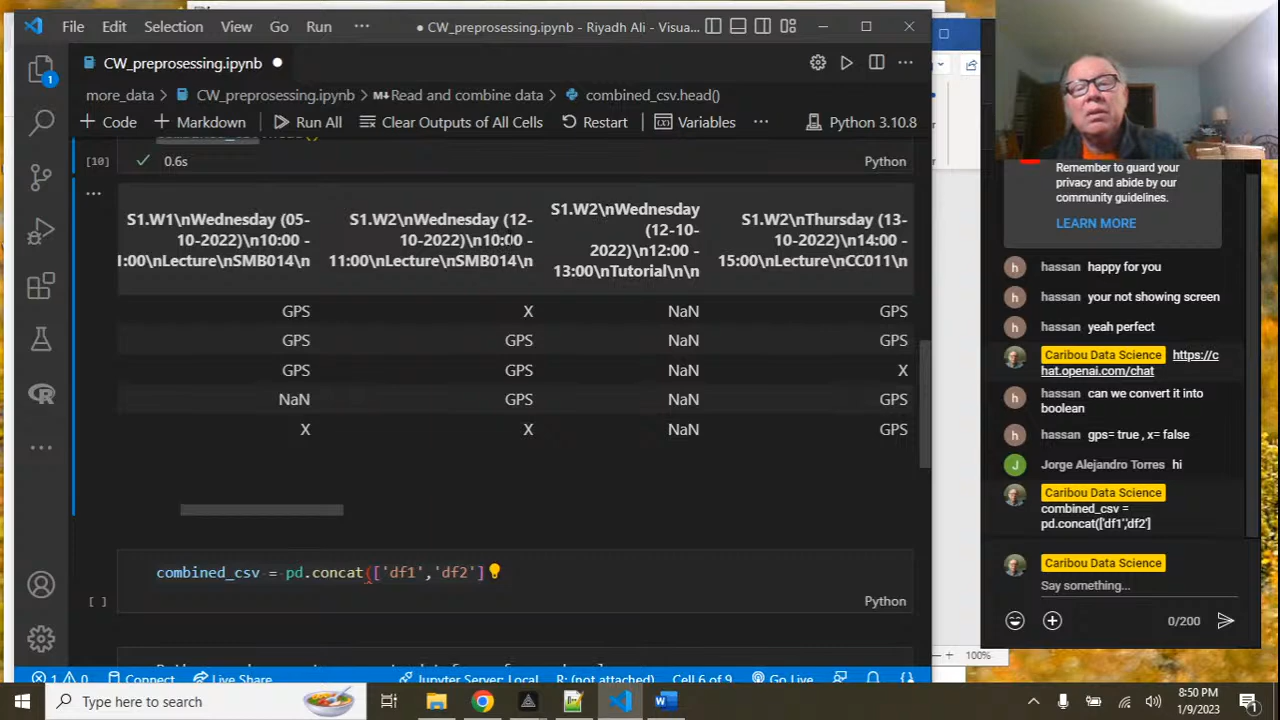 File Edit Selection View Go Run ··· ● CW_preprosessing.ipynb - Riyadh Ali - Visua...
CW_preprosessing.ipynb ●
more_data > CW_preprosessing.ipynb > M↓Read and combine data > combined_csv.head()
+ Code + Markdown Run All Clear Outputs of All Cells Restart Variables ··· Python 3.10.8
[10] ✓ 0.6s Python
S1.W1\nWednesday (05-
10-2022)\n10:00 -
1:00\nLecture\nSMB014\n
S1.W2\nWednesday (12-
10-2022)\n10:00 -
11:00\nLecture\nSMB014\n
S1.W2\nWednesday
(12-10-
2022)\n12:00 -
13:00\nTutorial\n\n
S1.W2\nThursday (13-
10-2022)\n14:00 -
15:00\nLecture\nCC011\n
GPS X NaN GPS
GPS GPS NaN GPS
GPS GPS NaN X
NaN GPS NaN GPS
X X NaN GPS
combined_csv = pd.concat(['df1','df2']
[ ] Python
1 0 Connect Live Share Jupyter Server: Local R: (not attached) Cell 6 of 9 Go Live
100%
Remember to guard your
privacy and abide by our
community guidelines.
LEARN MORE
h hassan happy for you
h hassan your not showing screen
h hassan yeah perfect
Caribou Data Science https://c
hat.openai.com/chat
h hassan can we convert it into
boolean
h hassan gps= true , x= false
J Jorge Alejandro Torres hi
Caribou Data Science
combined_csv =
pd.concat(['df1','df2']
Caribou Data Science
Say something...
0/200
Type here to search
8:50 PM
1/9/2023